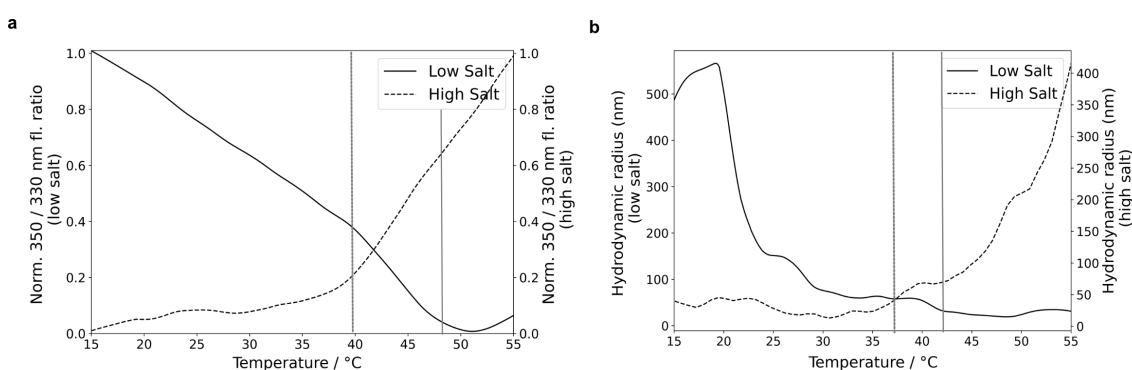 a
Norm. 350 / 330 nm fl. ratio
(low salt)
1.0
0.8
0.6
0.4
0.2
0.0
Low Salt
High Salt
1.0
0.8
0.6
0.4
0.2
0.0
Norm. 350 / 330 nm fl. ratio
(high salt)
15 20 25 30 35 40 45 50 55
Temperature / °C
b
Hydrodynamic radius (nm)
(low salt)
500
400
300
200
100
0
Low Salt
High Salt
400
350
300
250
200
150
100
50
0
Hydrodynamic radius (nm)
(high salt)
15 20 25 30 35 40 45 50 55
Temperature / °C